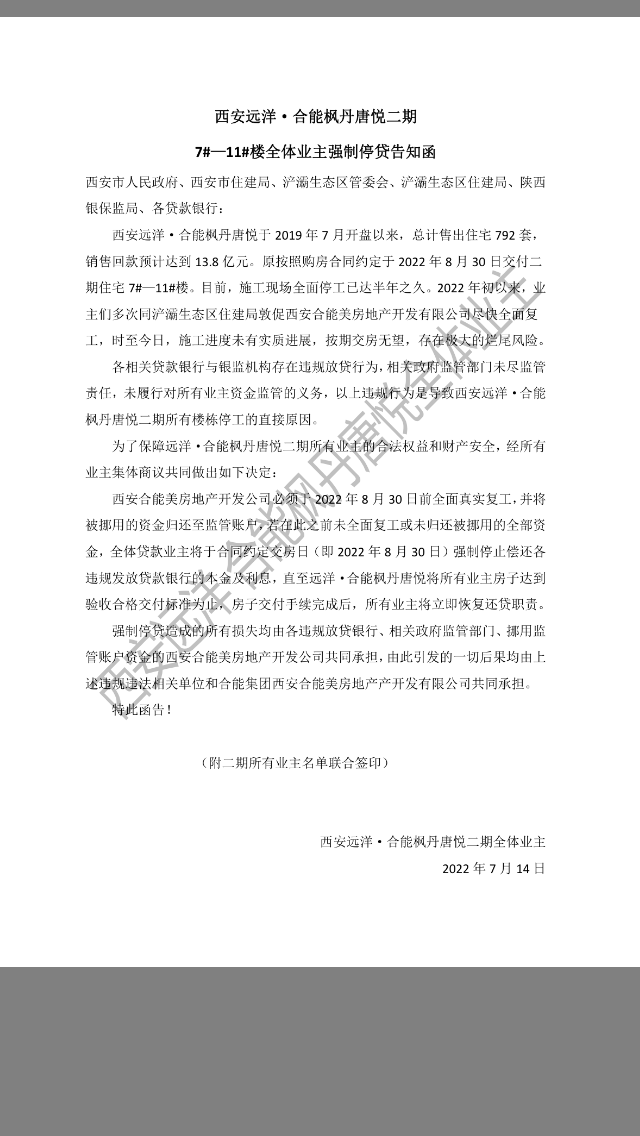 西安远洋·合能枫丹唐悦二期
7#—11#楼全体业主强制停贷告知函
西安市人民政府、西安市住建局、浐灞生态区管委会、浐灞生态区住建局、陕西
银保监局、各贷款银行：
西安远洋·合能枫丹唐悦于 2019 年 7 月开盘以来，总计售出住宅 792 套，
销售回款预计达到 13.8 亿元。原按照购房合同约定于 2022 年 8 月 30 日交付二
期住宅 7#—11#楼。目前，施工现场全面停工已达半年之久。2022 年初以来，业
主们多次同浐灞生态区住建局敦促西安合能美房地产开发有限公司尽快全面复
工，时至今日，施工进度未有实质进展，按期交房无望，存在极大的烂尾风险。
各相关贷款银行与银监机构存在违规放贷行为，相关政府监管部门未尽监管
责任，未履行对所有业主资金监管的义务，以上违规行为是导致西安远洋·合能
枫丹唐悦二期所有楼栋停工的直接原因。
为了保障远洋·合能枫丹唐悦二期所有业主的合法权益和财产安全，经所有
业主集体商议共同做出如下决定：
西安合能美房地产开发公司必须于 2022 年 8 月 30 日前全面真实复工，并将
被挪用的资金归还至监管账户，若在此之前未全面复工或未归还被挪用的全部资
金，全体贷款业主将于合同约定交房日（即 2022 年 8 月 30 日）强制停止偿还各
违规发放贷款银行的本金及利息，直至远洋·合能枫丹唐悦将所有业主房子达到
验收合格交付标准为止，房子交付手续完成后，所有业主将立即恢复还贷职责。
强制停贷造成的所有损失均由各违规放贷银行、相关政府监管部门、挪用监
管账户资金的西安合能美房地产开发公司共同承担，由此引发的一切后果均由上
述违规违法相关单位和合能集团西安合能美房地产产开发有限公司共同承担。
特此函告！
（附二期所有业主名单联合签印）
西安远洋·合能枫丹唐悦二期全体业主
2022 年 7 月 14 日
西安远洋 合能枫丹唐悦全体业主